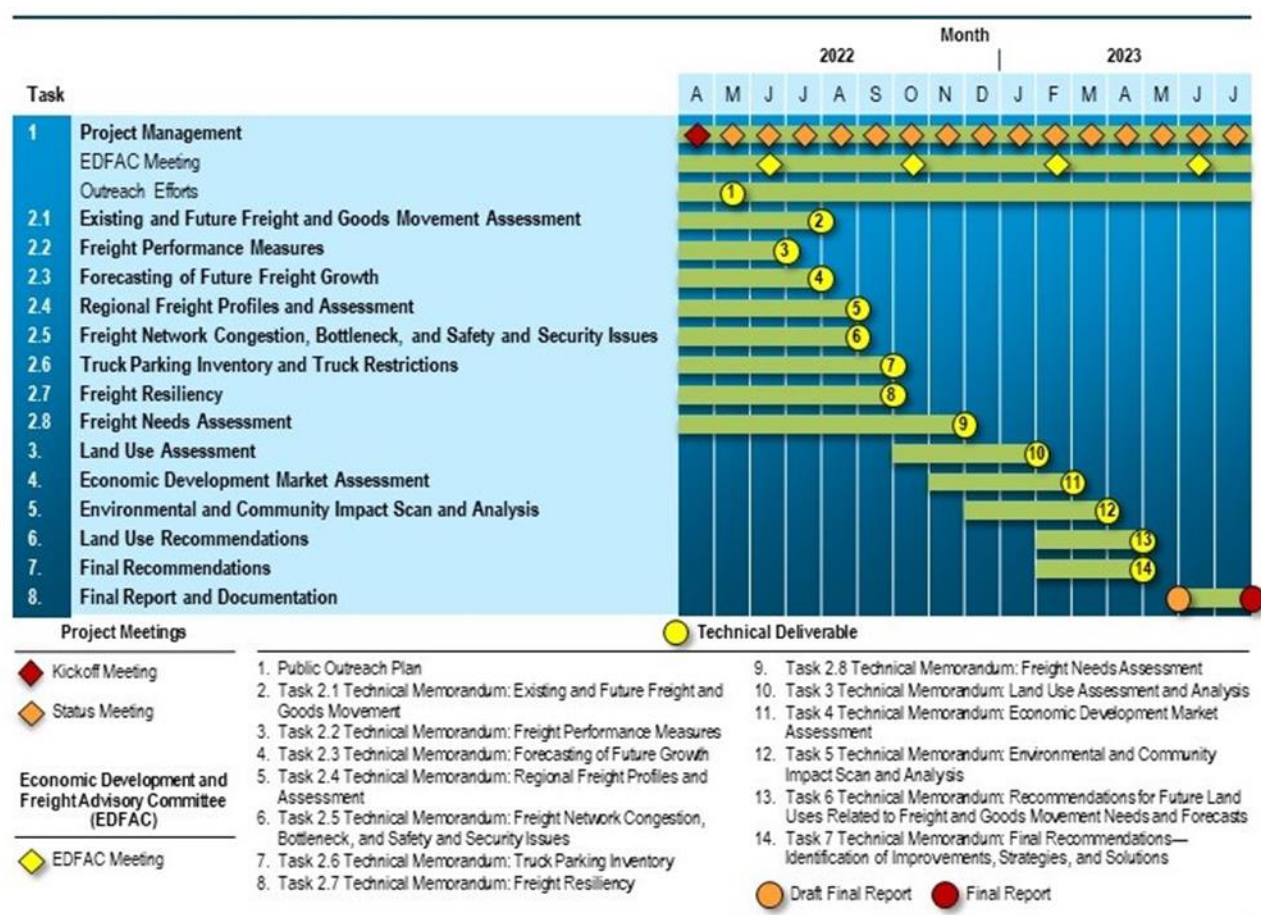 Month
2022 2023
Task A M J J A S O N D J F M A M J J
1 Project Management
EDFAC Meeting
Outreach Efforts 1
2.1 Existing and Future Freight and Goods Movement Assessment 2
2.2 Freight Performance Measures 3
2.3 Forecasting of Future Freight Growth 4
2.4 Regional Freight Profiles and Assessment 5
2.5 Freight Network Congestion, Bottleneck, and Safety and Security Issues 6
2.6 Truck Parking Inventory and Truck Restrictions 7
2.7 Freight Resiliency 8
2.8 Freight Needs Assessment 9
3. Land Use Assessment 10
4. Economic Development Market Assessment 11
5. Environmental and Community Impact Scan and Analysis 12
6. Land Use Recommendations 13
7. Final Recommendations 14
8. Final Report and Documentation
Project Meetings
Kickoff Meeting
Status Meeting
Economic Development and
Freight Advisory Committee
(EDFAC)
EDFAC Meeting
Technical Deliverable
1. Public Outreach Plan
2. Task 2.1 Technical Memorandum: Existing and Future Freight and
Goods Movement
3. Task 2.2 Technical Memorandum: Freight Performance Measures
4. Task 2.3 Technical Memorandum: Forecasting of Future Growth
5. Task 2.4 Technical Memorandum: Regional Freight Profiles and
Assessment
6. Task 2.5 Technical Memorandum: Freight Network Congestion,
Bottleneck, and Safety and Security Issues
7. Task 2.6 Technical Memorandum: Truck Parking Inventory
8. Task 2.7 Technical Memorandum: Freight Resiliency
9. Task 2.8 Technical Memorandum: Freight Needs Assessment
10. Task 3 Technical Memorandum: Land Use Assessment and Analysis
11. Task 4 Technical Memorandum: Economic Development Market
Assessment
12. Task 5 Technical Memorandum: Environmental and Community
Impact Scan and Analysis
13. Task 6 Technical Memorandum: Recommendations for Future Land
Uses Related to Freight and Goods Movement Needs and Forecasts
14. Task 7 Technical Memorandum: Final Recommendations—
Identification of Improvements, Strategies, and Solutions
Draft Final Report Final Report